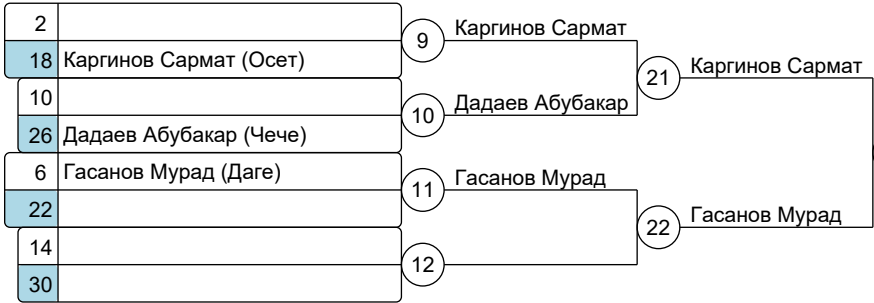 2
18 Каргинов Сармат (Осет)
9
Каргинов Сармат
10
26 Дадаев Абубакар (Чече)
10
Дадаев Абубакар
21
Каргинов Сармат
6 Гасанов Мурад (Даге)
22
11
Гасанов Мурад
14
30
12
22
Гасанов Мурад